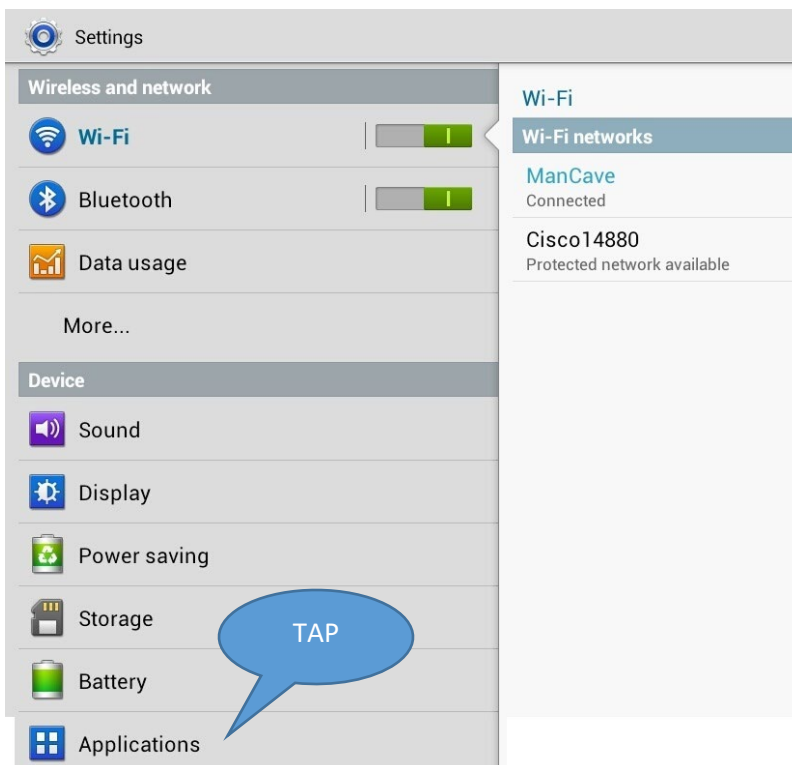 Settings
Wireless and network
Wi-Fi
Bluetooth
Data usage
More...
Device
Sound
Display
Power saving
Storage
Battery
Applications
TAP
Wi-Fi
Wi-Fi networks
ManCave
Connected
Cisco14880
Protected network available